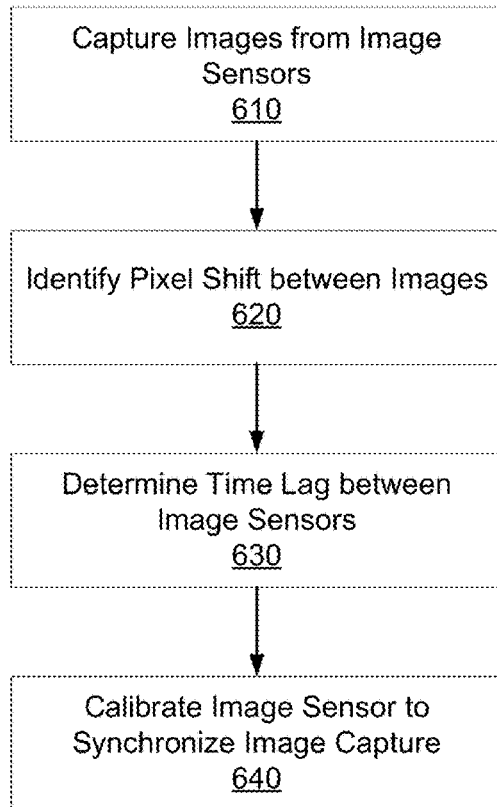 Capture Images from Image
Sensors
610
Identify Pixel Shift between Images
620
Determine Time Lag between
Image Sensors
630
Calibrate Image Sensor to
Synchronize Image Capture
640